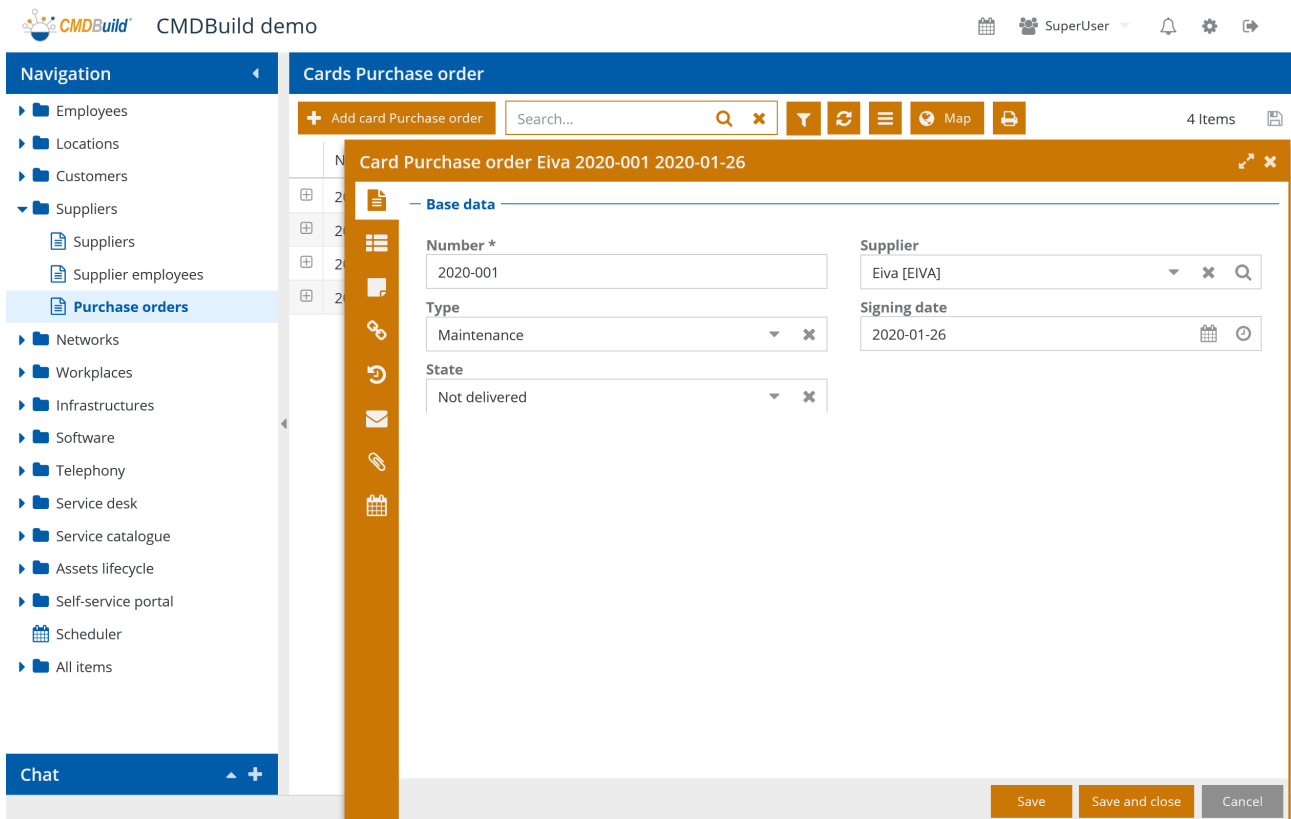 CMDBuild CMDBuild demo
SuperUser
Navigation
Employees
Locations
Customers
Suppliers
Suppliers
Supplier employees
Purchase orders
Networks
Workplaces
Infrastructures
Software
Telephony
Service desk
Service catalogue
Assets lifecycle
Self-service portal
Scheduler
All items
Chat
Cards Purchase order
Add card Purchase order
Search...
Map
4 Items
Card Purchase order Eiva 2020-001 2020-01-26
Base data
Number *
2020-001
Supplier
Eiva [EIVA]
Type
Maintenance
Signing date
2020-01-26
State
Not delivered
Save
Save and close
Cancel